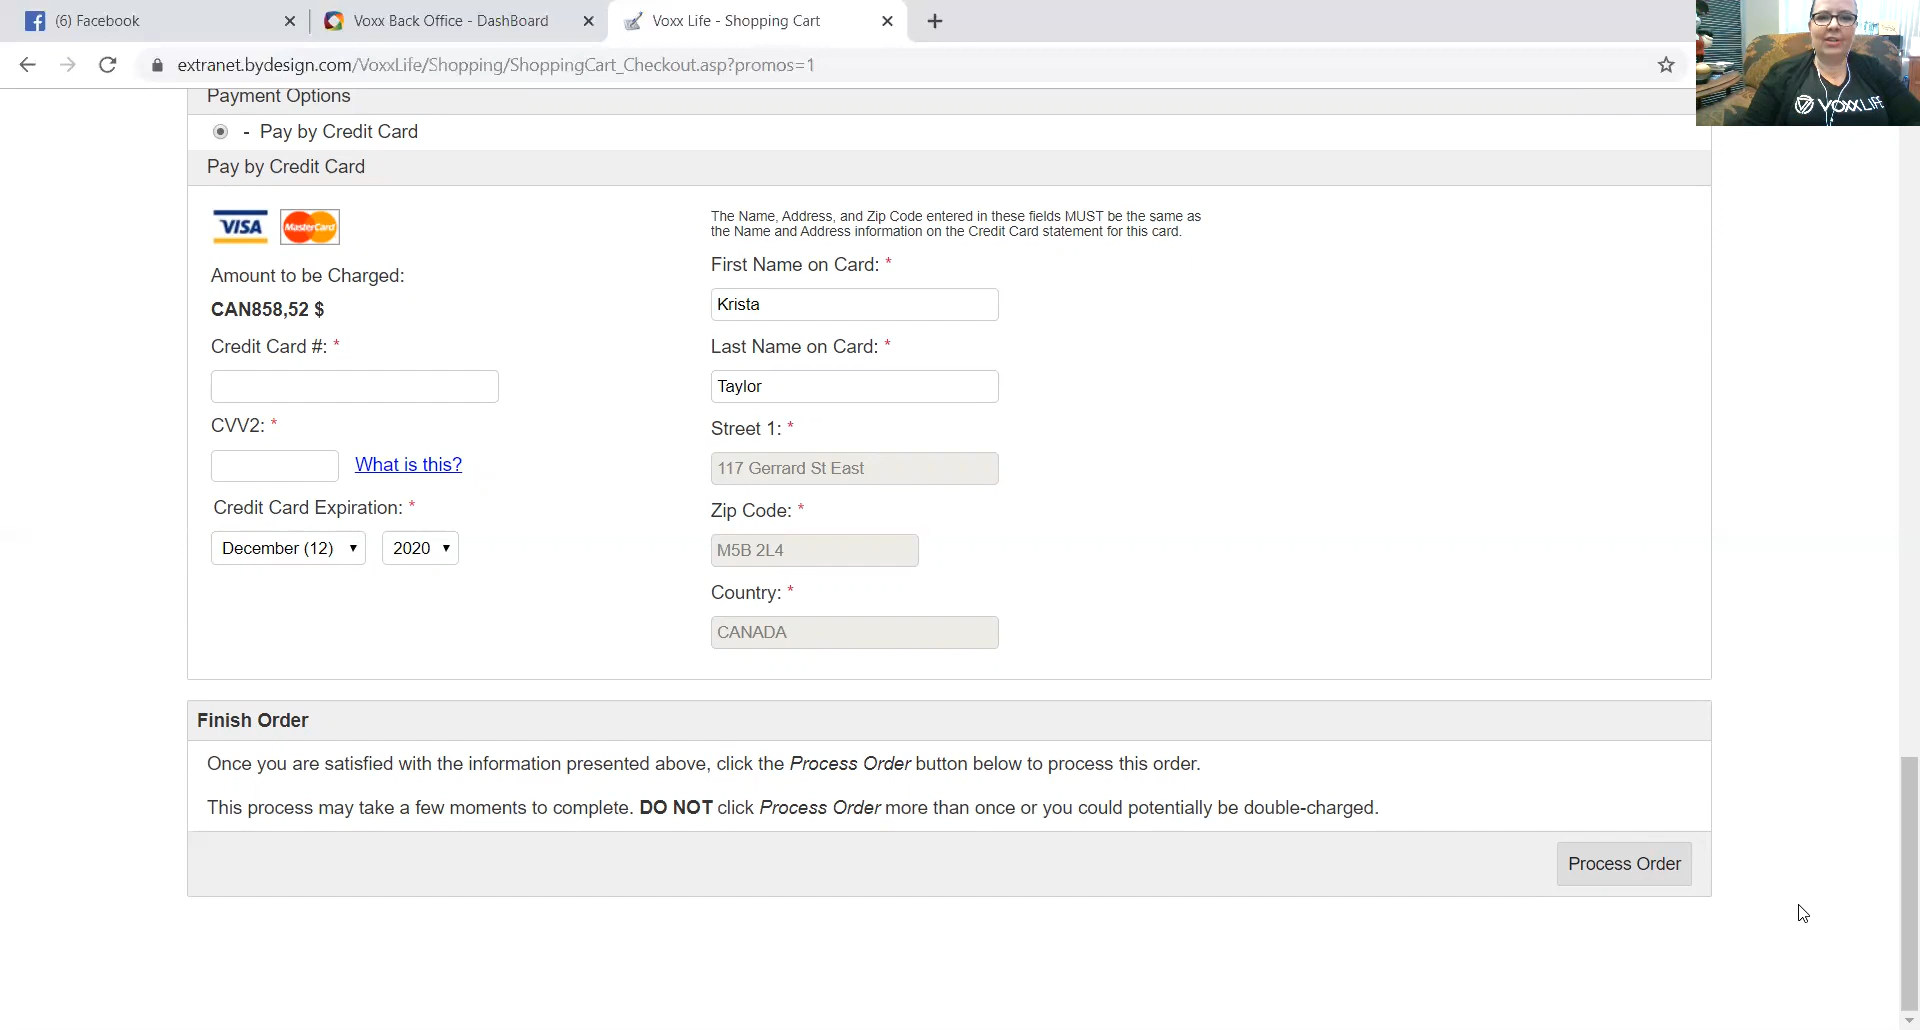 (6) Facebook
Voxx Back Office - DashBoard
Voxx Life - Shopping Cart
extranet.bydesign.com/VoxxLife/Shopping/ShoppingCart_Checkout.asp?promos=1
VOXXLIFE
Payment Options
- Pay by Credit Card
Pay by Credit Card
VISA
MasterCard
Amount to be Charged:
CAN858,52 $
Credit Card #: *
CVV2: *
What is this?
Credit Card Expiration: *
December (12)
2020
The Name, Address, and Zip Code entered in these fields MUST be the same as
the Name and Address information on the Credit Card statement for this card.
First Name on Card: *
Krista
Last Name on Card: *
Taylor
Street 1: *
117 Gerrard St East
Zip Code: *
M5B 2L4
Country: *
CANADA
Finish Order
Once you are satisfied with the information presented above, click the Process Order button below to process this order.
This process may take a few moments to complete. DO NOT click Process Order more than once or you could potentially be double-charged.
Process Order